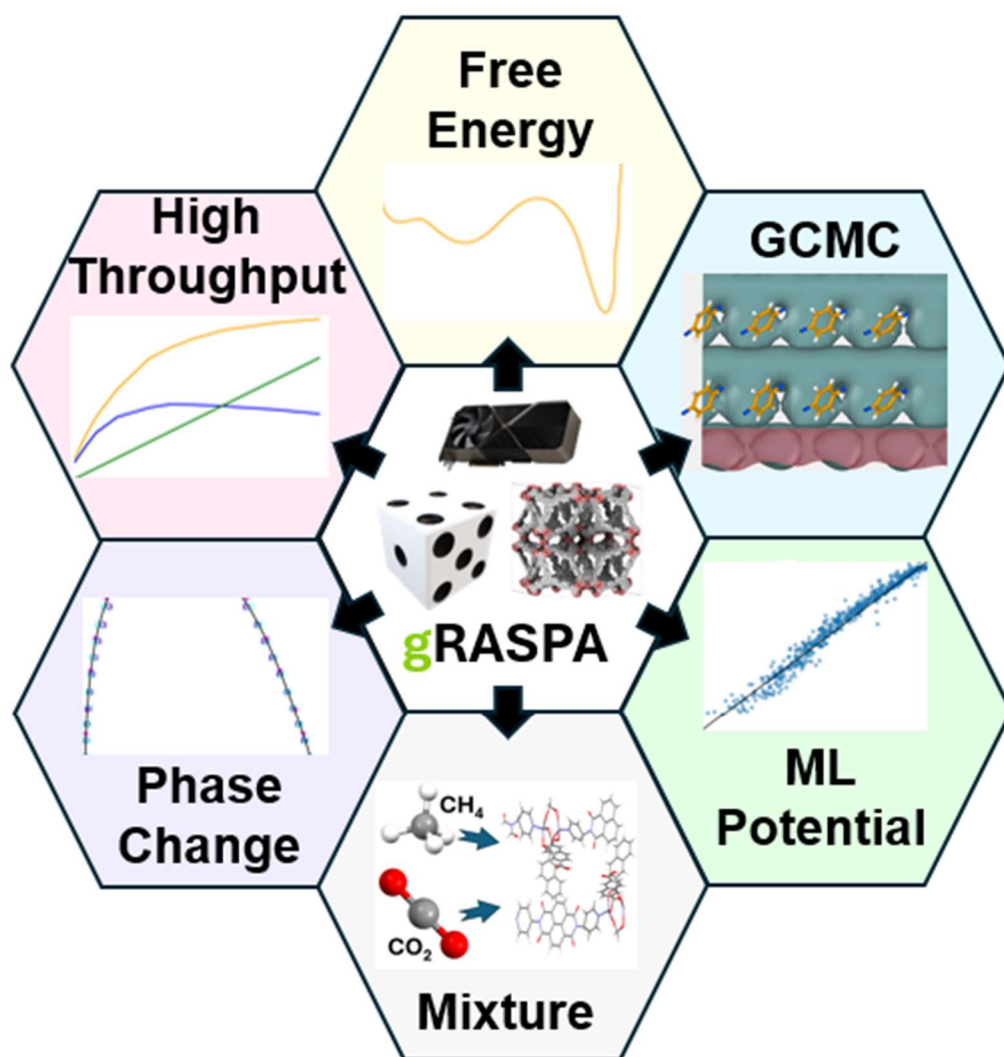 Free
Energy
High
Throughput
GCMC
gRASPA
Phase
Change
ML
Potential
CH₄
CO₂
Mixture